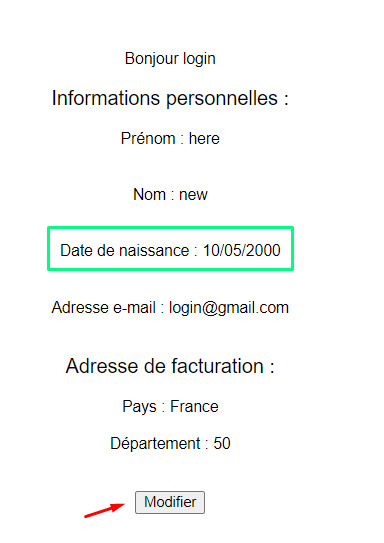 Bonjour login
Informations personnelles :
Prénom : here
Nom : new
Date de naissance : 10/05/2000
Adresse e-mail : login@gmail.com
Adresse de facturation :
Pays : France
Département : 50
Modifier